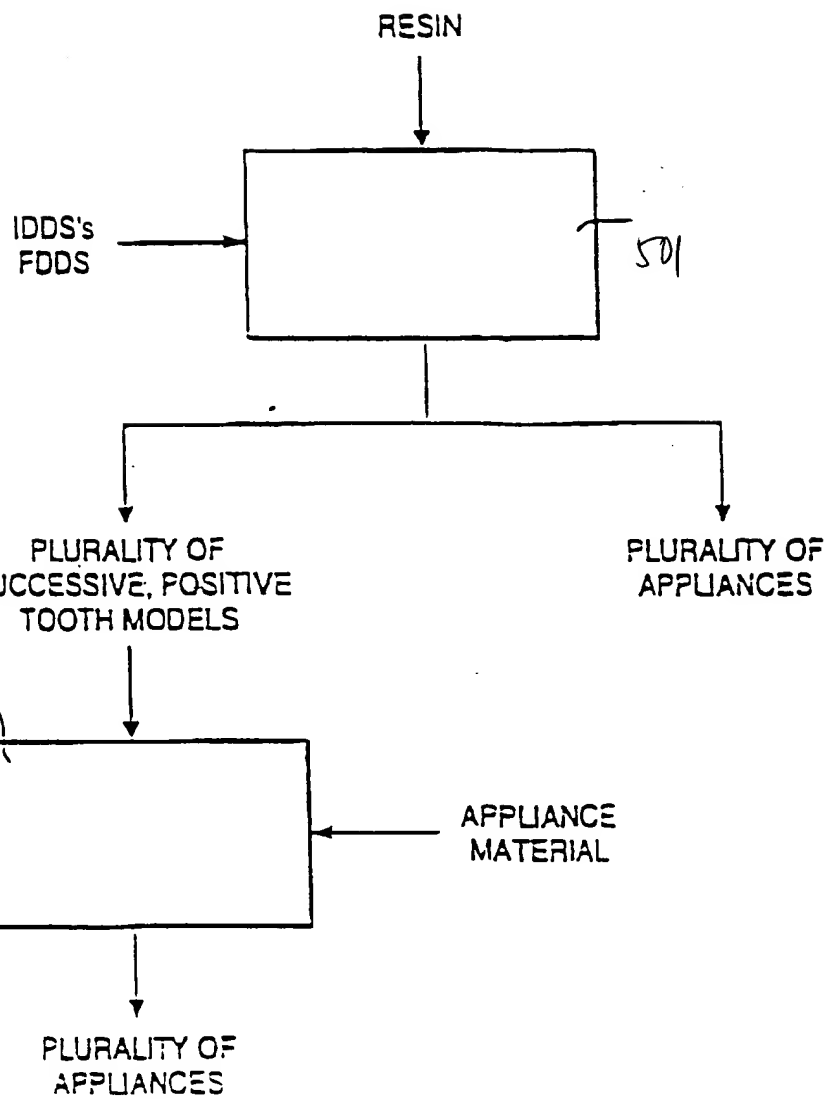 RESIN
IDDS's
FDDS
501
PLURALITY OF
UCCESSIVE, POSITIVE
TOOTH MODELS
PLURALITY OF
APPLIANCES
APPLIANCE
MATERIAL
PLURALITY OF
APPLIANCES